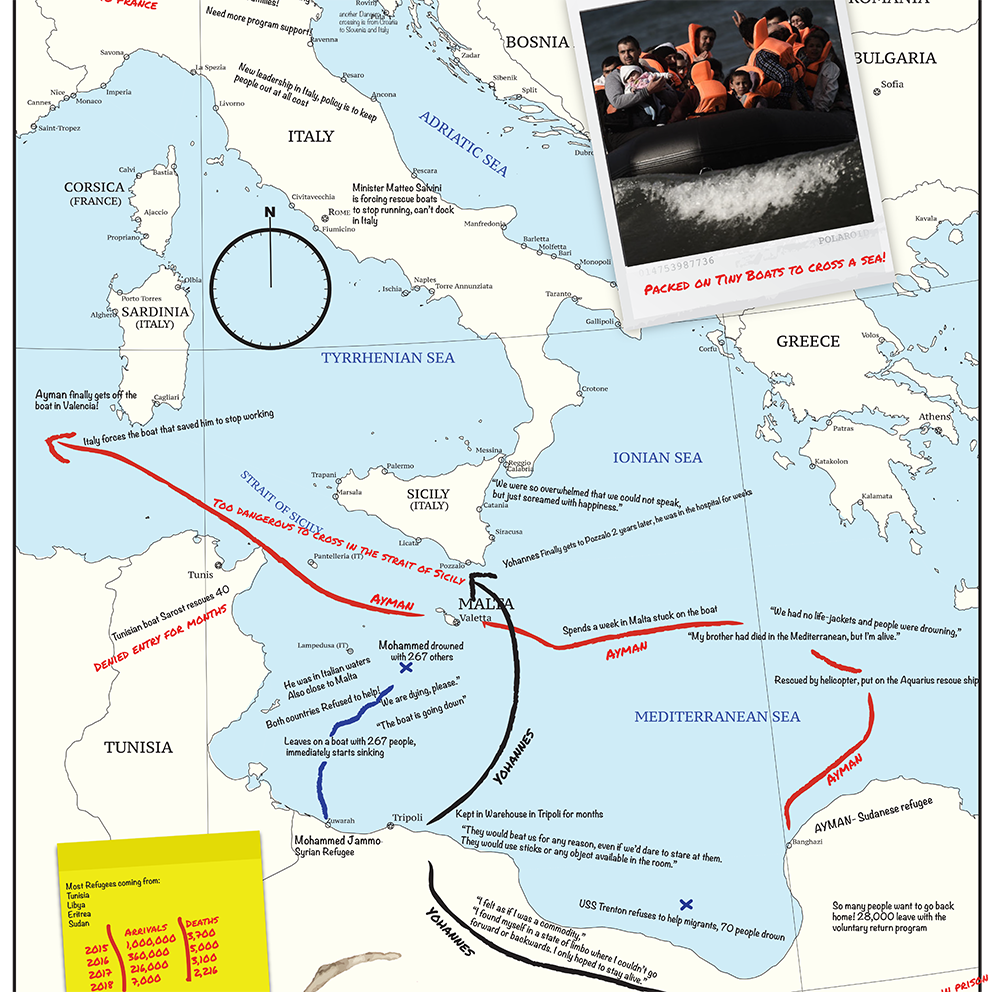 TO FRANCE
families!
Need more program support!
Rovinj
Pula
another Dangerous
crossing is from Croatia
to Slovenia and Italy
Ravenna
Zadar
BOSNIA
ROMANIA
BULGARIA
Sofia
Savona
La Spezia
Nice
Imperia
Cannes
Monaco
Saint-Tropez
Livorno
New leadership in Italy, policy is to keep
people out at all cost
Pesaro
Ancona
Sibenik
Split
ITALY
ADRIATIC SEA
Calvi
Bastia
CORSICA
(FRANCE)
Ajaccio
Propriano
Civitavecchia
ROME
Fiumicino
Minister Matteo Salvini
is forcing rescue boats
to stop running, can't dock
in Italy
Pescara
Manfredonia
Barletta
Molfetta
Bari
Monopoli
N
POLAROID
014753987736
PACKED ON TINY BOATS TO CROSS A SEA!
Kavala
Olbia
Porto Torres
Alghero
SARDINIA
(ITALY)
Cagliari
Naples
Torre Annunziata
Ischia
Taranto
Gallipoli
TYRRHENIAN SEA
Corfu
GREECE
Volos
Ayman finally gets off the
boat in Valencia!
Italy forces the boat that saved him to stop working
Crotone
Athens
Patras
Katakolon
Kalamata
Messina
Reggio
Calabria
Palermo
Trapani
Marsala
SICILY
(ITALY)
Catania
Siracusa
Licata
Pozzalo
IONIAN SEA
"We were so overwhelmed that we could not speak,
but just screamed with happiness."
Yohannes Finally gets to Pozzalo 2 years later, he was in the hospital for weeks
STRAIT OF SICILY
TOO DANGEROUS TO CROSS IN THE STRAIT OF SICILY
Pantelleria (IT)
Tunis
Tunisian boat Sarost rescues 40
DENIED ENTRY FOR MONTHS
AYMAN
MALTA
Valetta
Spends a week in Malta stuck on the boat
AYMAN
"We had no life-jackets and people were drowning,"
"My brother had died in the Mediterranean, but I'm alive."
Rescued by helicopter, put on the Aquarius rescue ship
Lampedusa (IT)
Mohammed drowned
with 267 others
He was in Italian waters
Also close to Malta
Both countries Refused to help!
"We are dying, please."
"The boat is going down"
Leaves on a boat with 267 people,
immediately starts sinking
MEDITERRANEAN SEA
TUNISIA
YOHANNES
AYMAN
Zuwarah
Tripoli
Mohammed Jammo
Syrian Refugee
Kept in Warehouse in Tripoli for months
"They would beat us for any reason, even if we'd dare to stare at them.
They would use sticks or any object available in the room."
AYMAN- Sudanese refugee
Banghazi
Most Refugees coming from:
Tunisia
Libya
Eritrea
Sudan
ARRIVALS DEATHS
2015 1,000,000 3,700
2016 360,000 5,000
2017 216,000 3,100
2018 7,000 2,216
YOHANNES
"I felt as if I was a commodity,"
"I found myself in a state of limbo where I couldn't go
forward or backwards. I only hoped to stay alive."
USS Trenton refuses to help migrants, 70 people drown
So many people want to go back
home! 28,000 leave with the
voluntary return program
IN PRISON